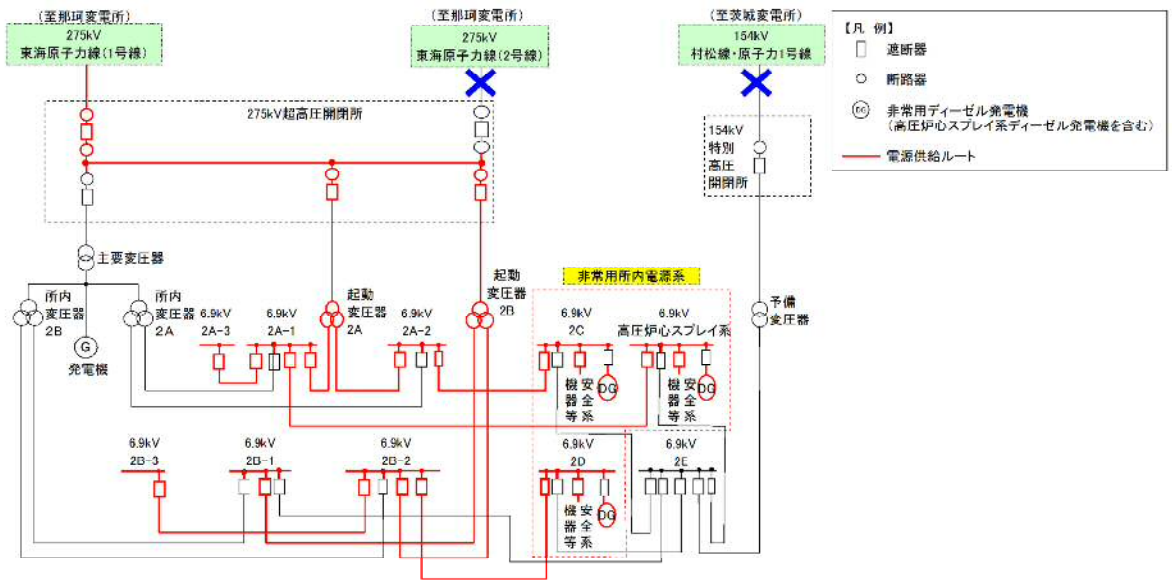 (至那珂変電所)
275kV
東海原子力線(1号線)
(至那珂変電所)
275kV
東海原子力線(2号線)
(至茨城変電所)
154kV
村松線・原子力1号線
【凡 例】
遮断器
断路器
DG
非常用ディーゼル発電機
(高圧炉心スプレイ系ディーゼル発電機を含む)
電源供給ルート
275kV超高圧開閉所
154kV
特別
高圧
開閉所
主要変圧器
所内
変圧器
2B
G
発電機
所内
変圧器
2A
6.9kV
2A-3
6.9kV
2A-1
起動
変圧器
2A
6.9kV
2A-2
起動
変圧器
2B
非常用所内電源系
6.9kV
2C
6.9kV
高圧炉心スプレイ系
予備
変圧器
安全系
機器等
DG
安全系
機器等
DG
6.9kV
2B-3
6.9kV
2B-1
6.9kV
2B-2
6.9kV
2D
6.9kV
2E
安全系
機器等
DG